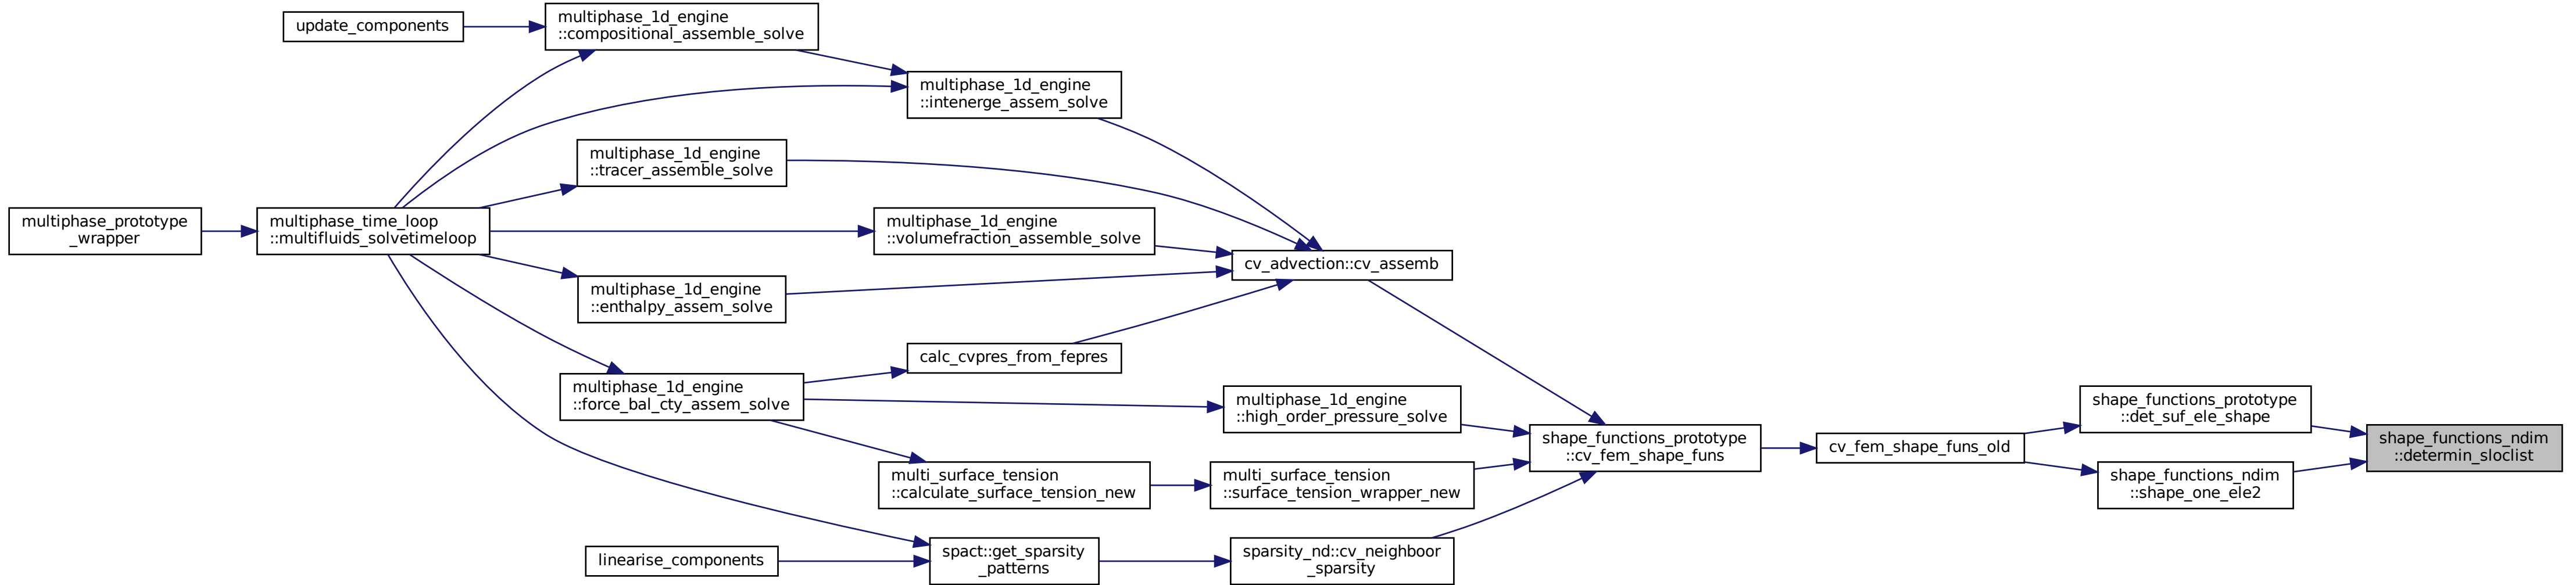 update_components
multiphase_1d_engine
::compositional_assemble_solve
multiphase_1d_engine
::intenerge_assem_solve
multiphase_1d_engine
::tracer_assemble_solve
multiphase_prototype
_wrapper
multiphase_time_loop
::multifluids_solvetimeloop
multiphase_1d_engine
::volumefraction_assemble_solve
cv_advection::cv_assemb
multiphase_1d_engine
::enthalpy_assem_solve
calc_cvpres_from_fepres
multiphase_1d_engine
::force_bal_cty_assem_solve
multiphase_1d_engine
::high_order_pressure_solve
shape_functions_prototype
::cv_fem_shape_funs
cv_fem_shape_funs_old
shape_functions_prototype
::det_suf_ele_shape
shape_functions_ndim
::determin_sloclist
multi_surface_tension
::calculate_surface_tension_new
multi_surface_tension
::surface_tension_wrapper_new
shape_functions_ndim
::shape_one_ele2
linearise_components
spact::get_sparsity
_patterns
sparsity_nd::cv_neighboor
_sparsity